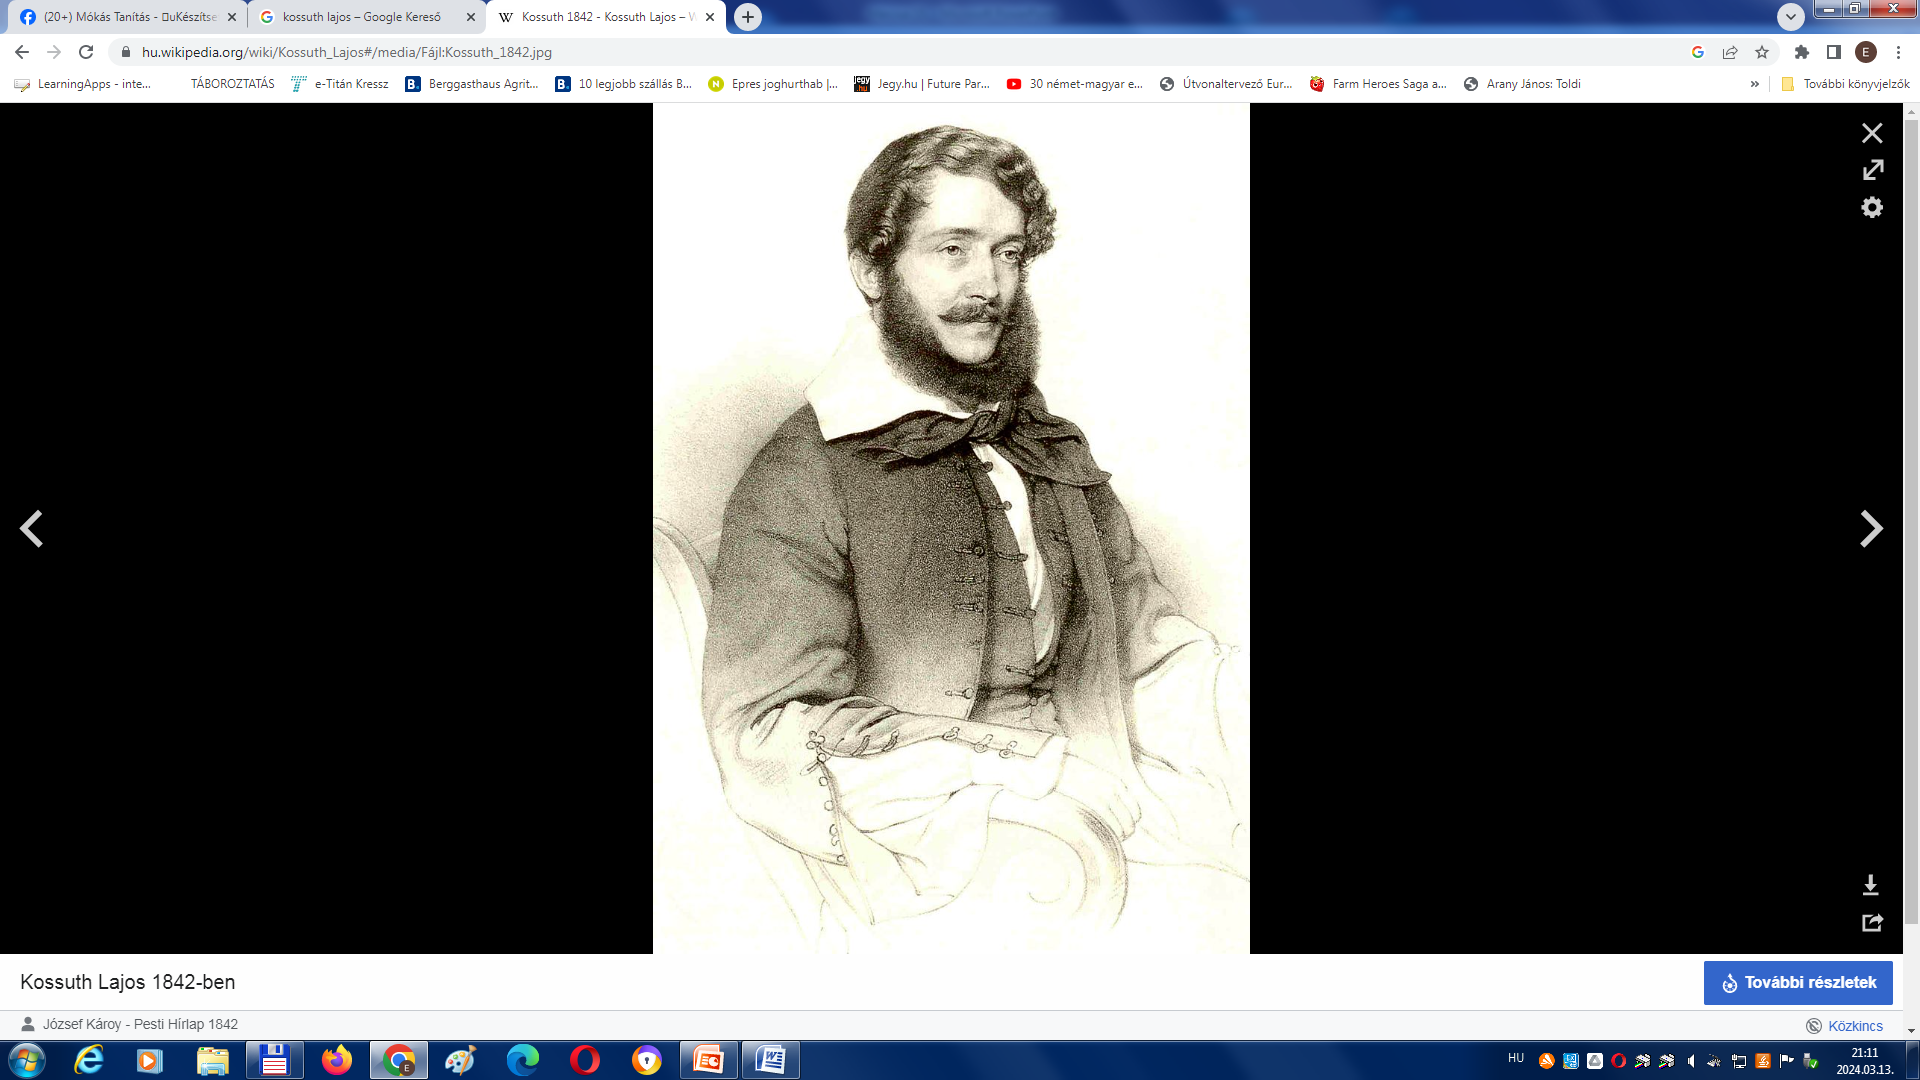 (20+) Mókás Tanítás - uKészítse
kossuth lajos – Google Kereső
Kossuth 1842 - Kossuth Lajos – W
hu.wikipedia.org/wiki/Kossuth_Lajos#/media/Fájl:Kossuth_1842.jpg
E
LearningApps - inte...
TÁBOROZTATÁS
e-Titán Kressz
B.
Berggasthaus Agrit...
B.
10 legjobb szállás B...
N
Epres joghurthab |...
jegy.hu
Jegy.hu | Future Par...
30 német-magyar e...
Útvonaltervező Eur...
Farm Heroes Saga a...
Arany János: Toldi
»
További könyvjelzők
Kossuth Lajos 1842-ben
További részletek
József Károy - Pesti Hírlap 1842
Közkincs
E
HU
21:11
2024.03.13.